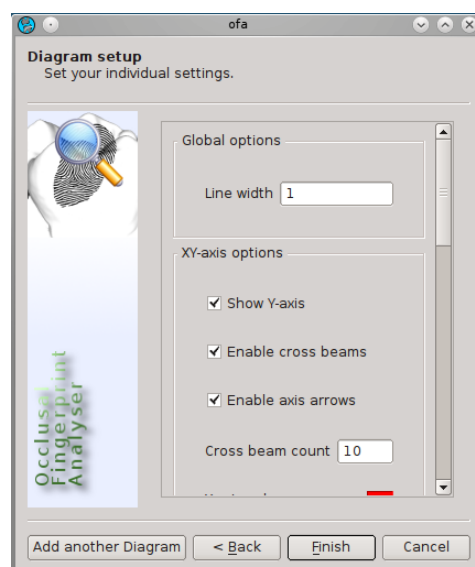 ofa
Diagram setup
Set your individual settings.
Global options
Line width 1
XY-axis options
Show Y-axis
Enable cross beams
Enable axis arrows
Cross beam count 10
Occlusal
Fingerprint
Analyser
Add another Diagram < Back Finish Cancel